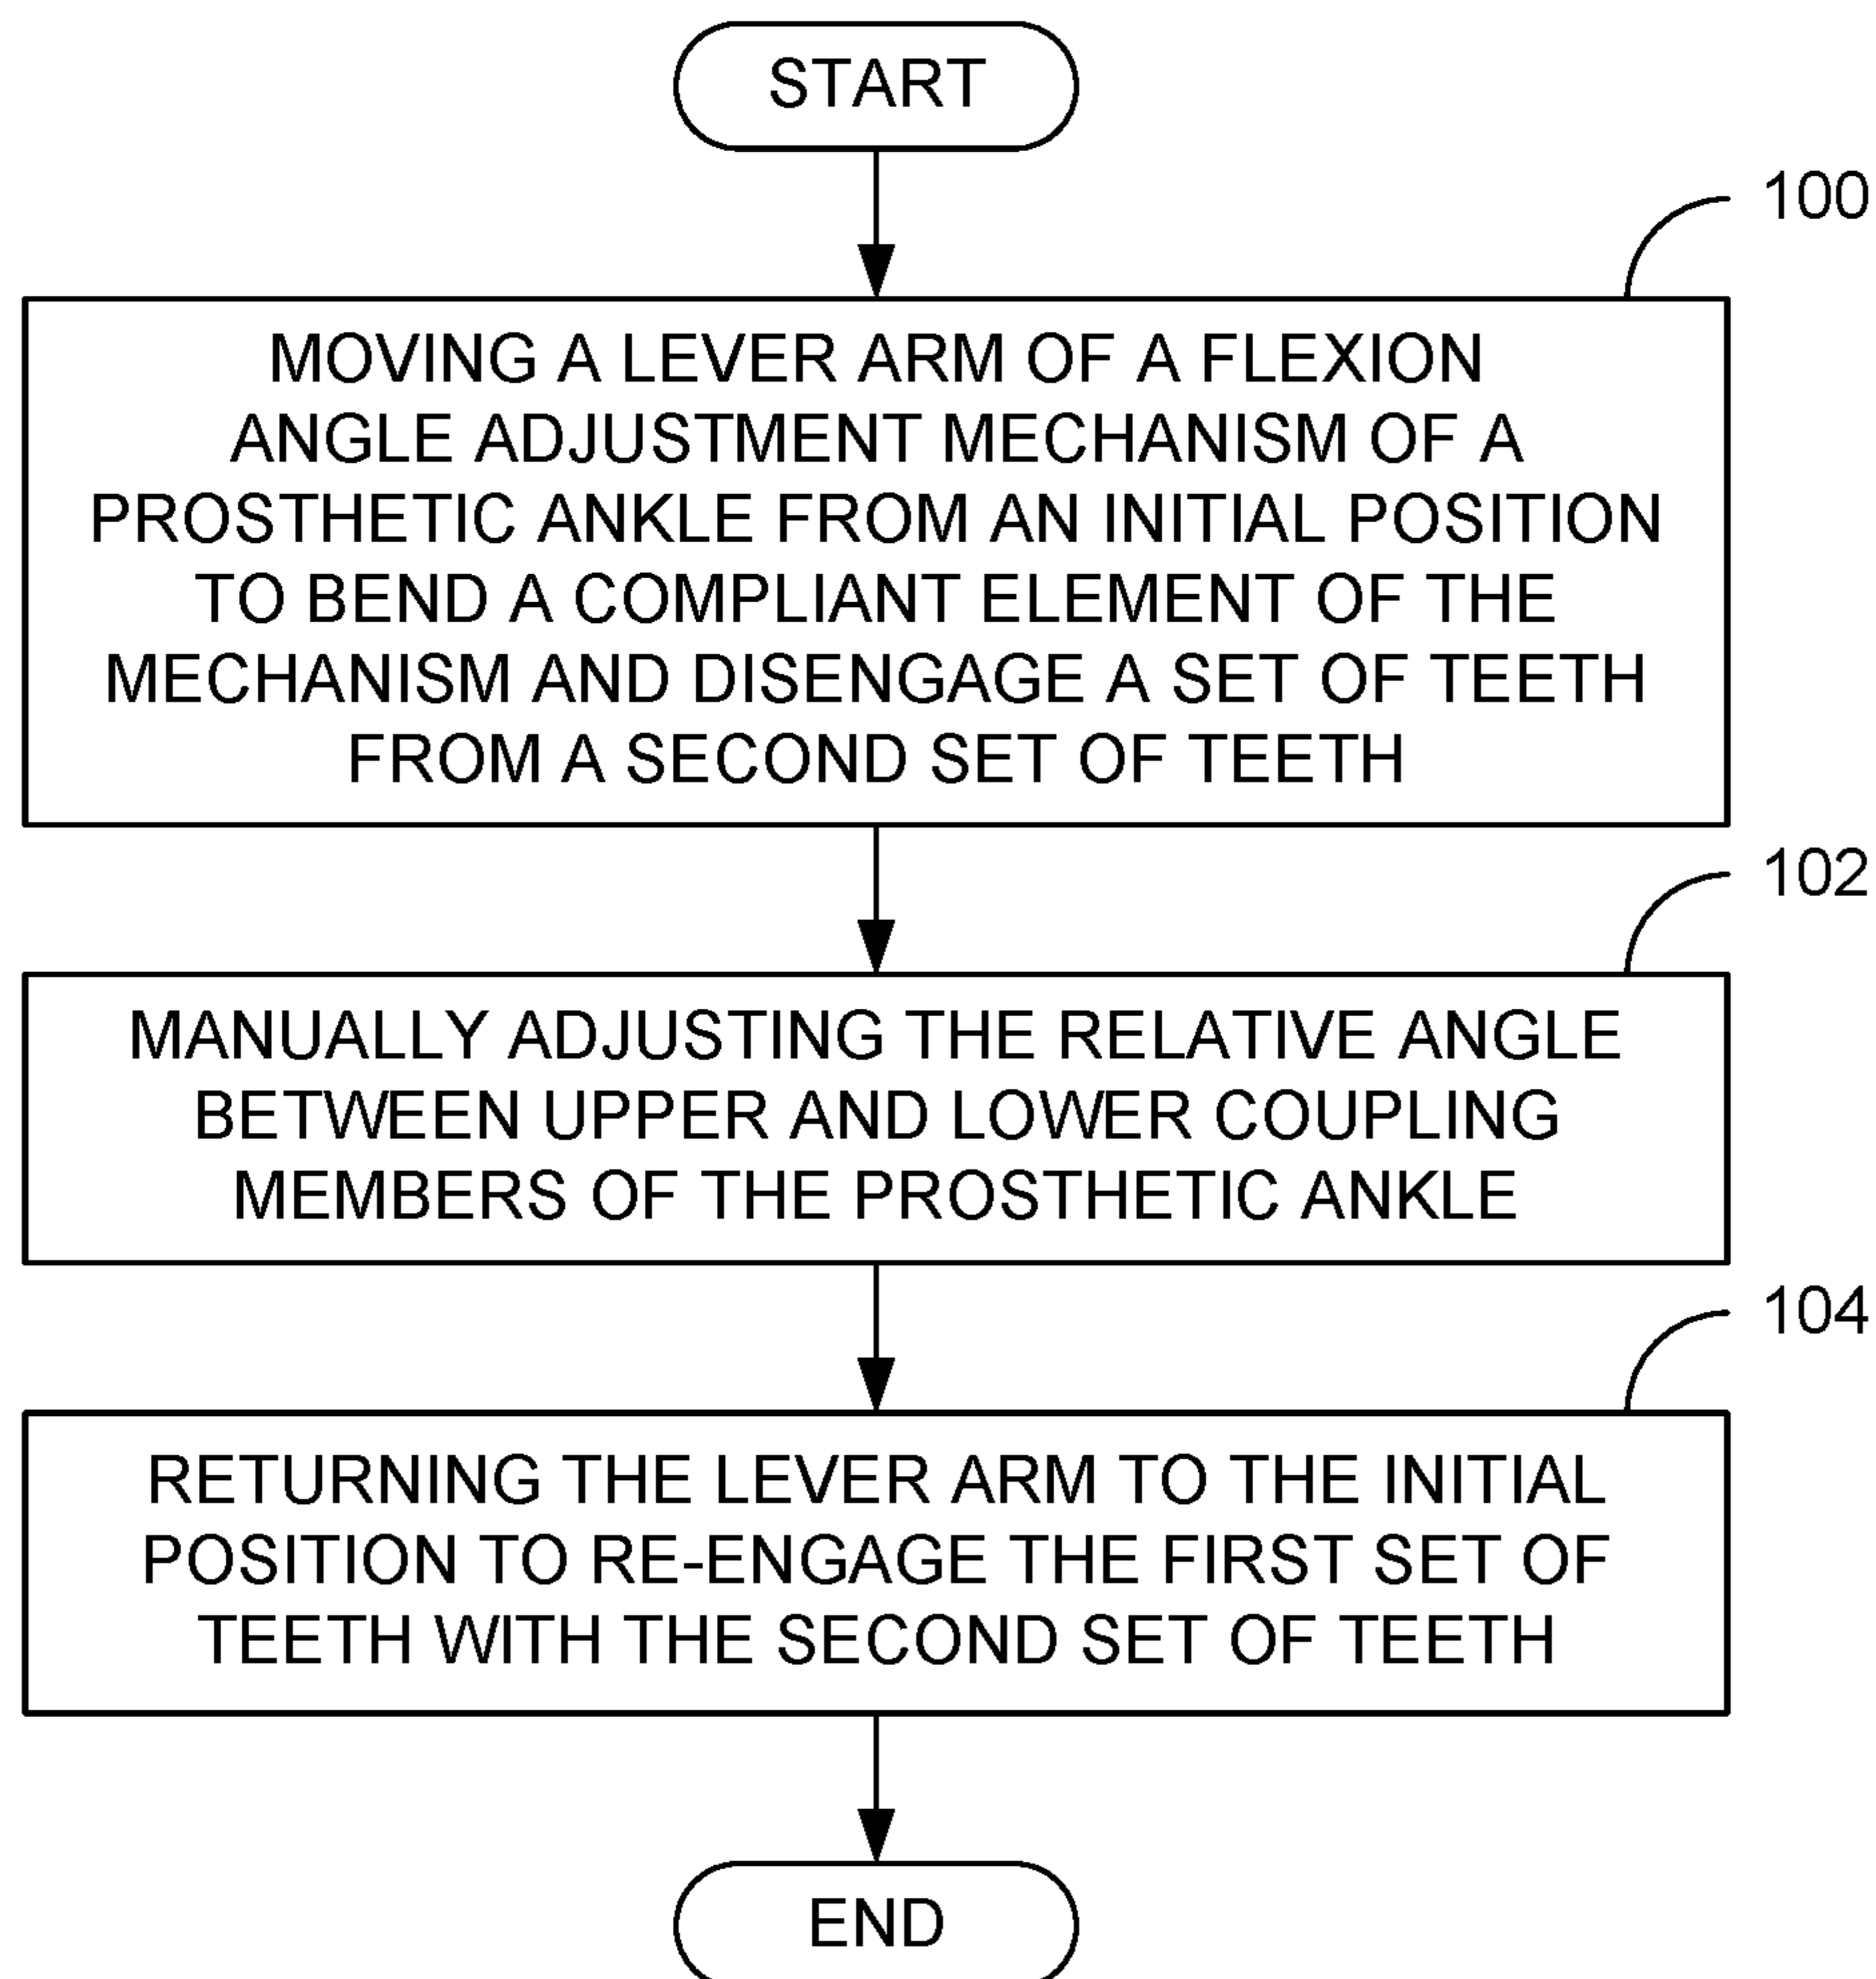 START
100
MOVING A LEVER ARM OF A FLEXION
ANGLE ADJUSTMENT MECHANISM OF A
PROSTHETIC ANKLE FROM AN INITIAL POSITION
TO BEND A COMPLIANT ELEMENT OF THE
MECHANISM AND DISENGAGE A SET OF TEETH
FROM A SECOND SET OF TEETH
102
MANUALLY ADJUSTING THE RELATIVE ANGLE
BETWEEN UPPER AND LOWER COUPLING
MEMBERS OF THE PROSTHETIC ANKLE
104
RETURNING THE LEVER ARM TO THE INITIAL
POSITION TO RE-ENGAGE THE FIRST SET OF
TEETH WITH THE SECOND SET OF TEETH
END